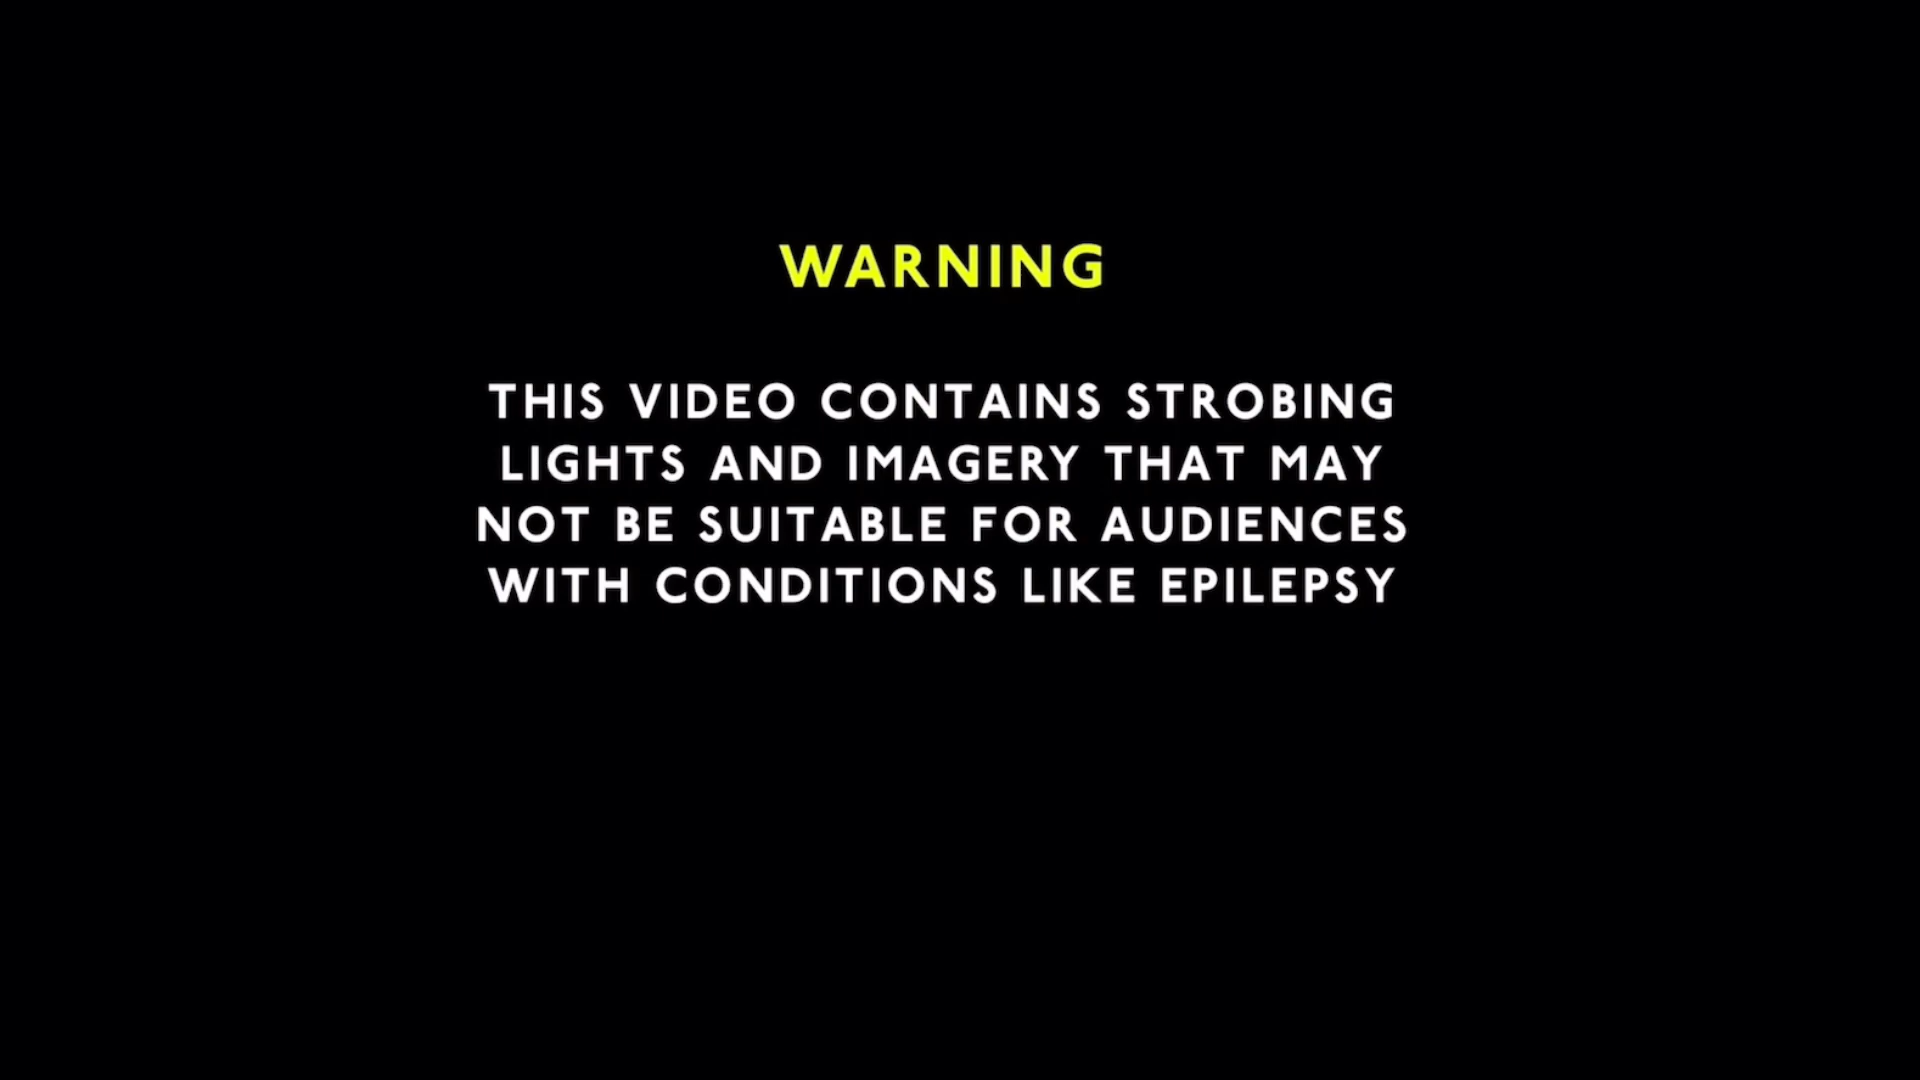 WARNING
THIS VIDEO CONTAINS STROBING
LIGHTS AND IMAGERY THAT MAY
NOT BE SUITABLE FOR AUDIENCES
WITH CONDITIONS LIKE EPILEPSY